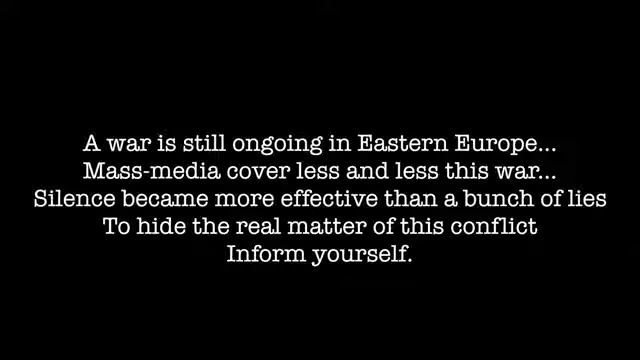 A war is still ongoing in Eastern Europe...
Mass-media cover less and less this war...
Silence became more effective than a bunch of lies
To hide the real matter of this conflict
Inform yourself.